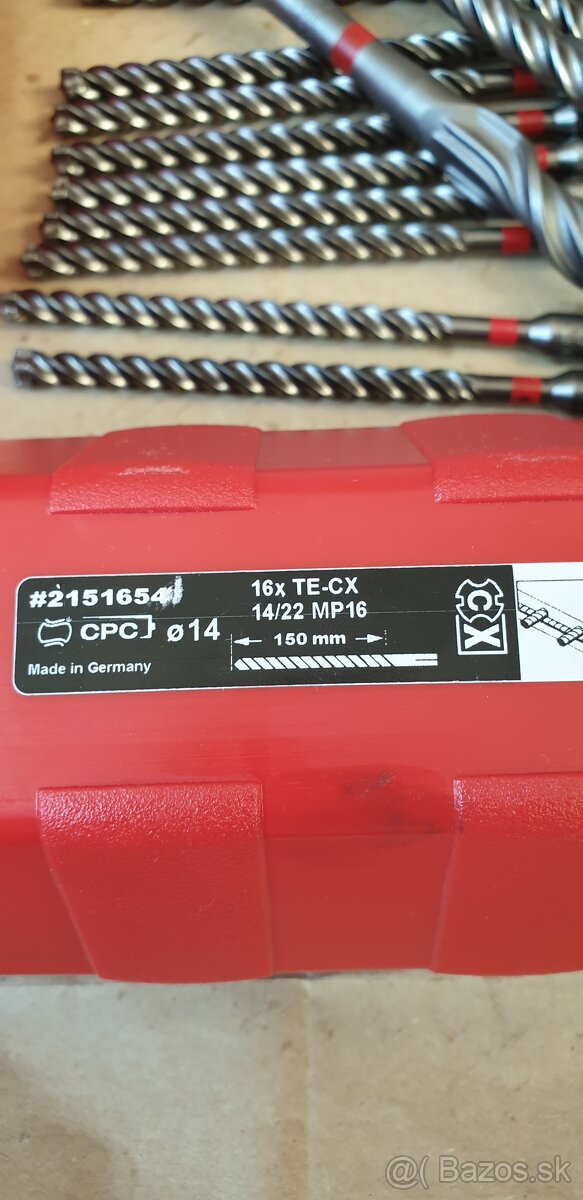 #2151654
16x TE-CX
14/22 MP16
CPC ø14
150 mm
Made in Germany
CX
@( Bazos.sk